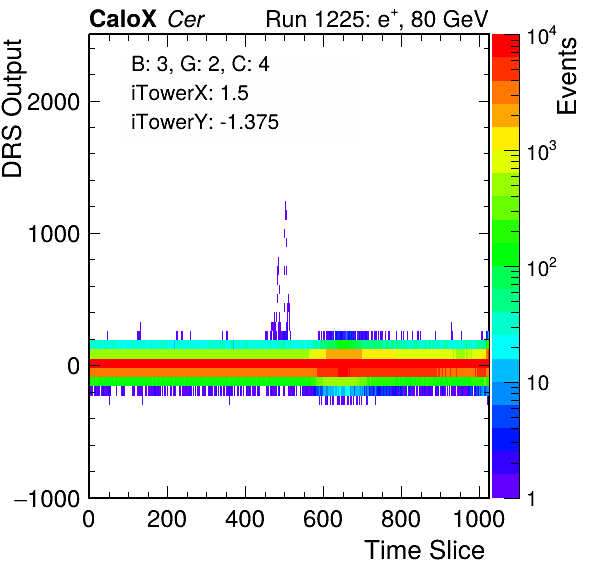 CaloX Cer Run 1225: e⁺, 80 GeV
B: 3, G: 2, C: 4
iTowerX: 1.5
iTowerY: -1.375
DRS Output
2000
1000
0
−1000
0 200 400 600 800 1000
Time Slice
10⁴
10³
10²
10
1
Events